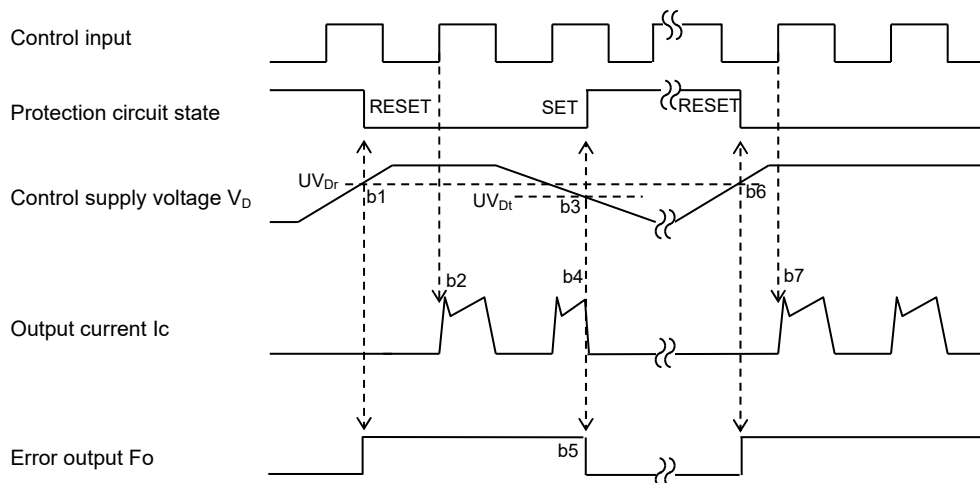 Control input
Protection circuit state
RESET
SET
RESET
Control supply voltage VD
UVDr
b1
UVDt
b3
b6
b2
b4
b7
Output current Ic
Error output Fo
b5